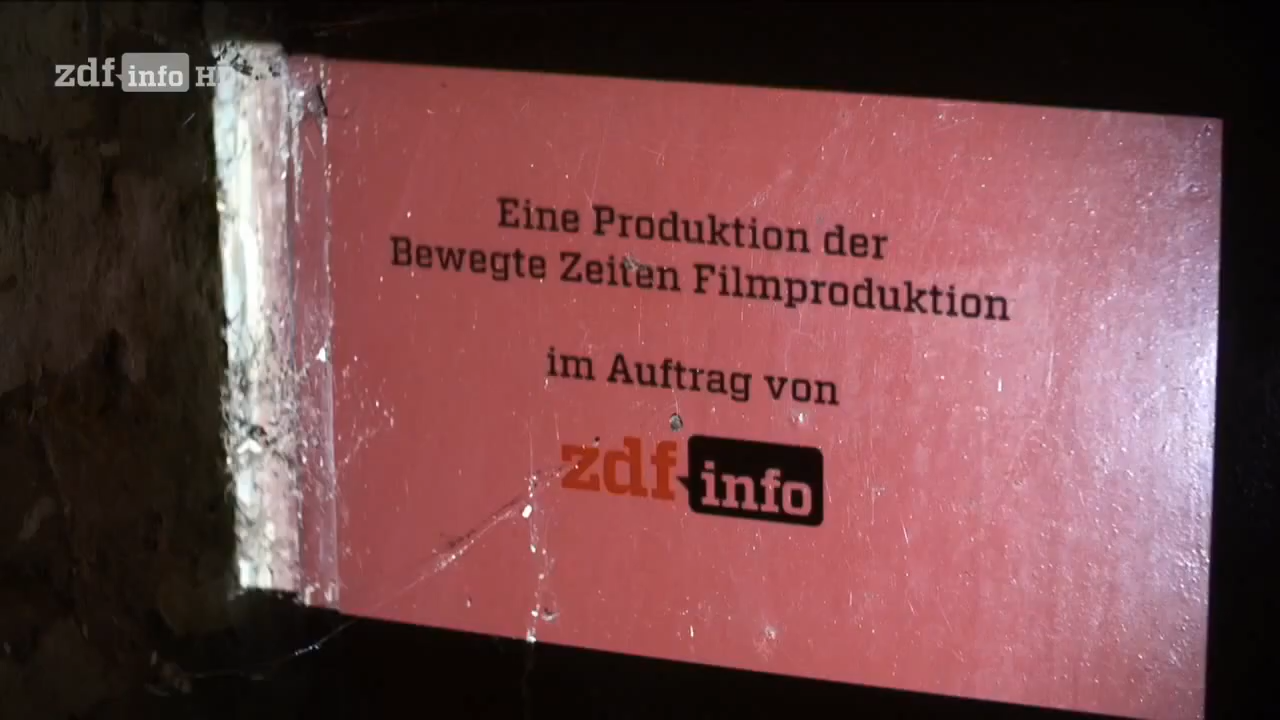 zdf info HD
Eine Produktion der
Bewegte Zeiten Filmproduktion
im Auftrag von
zdf info